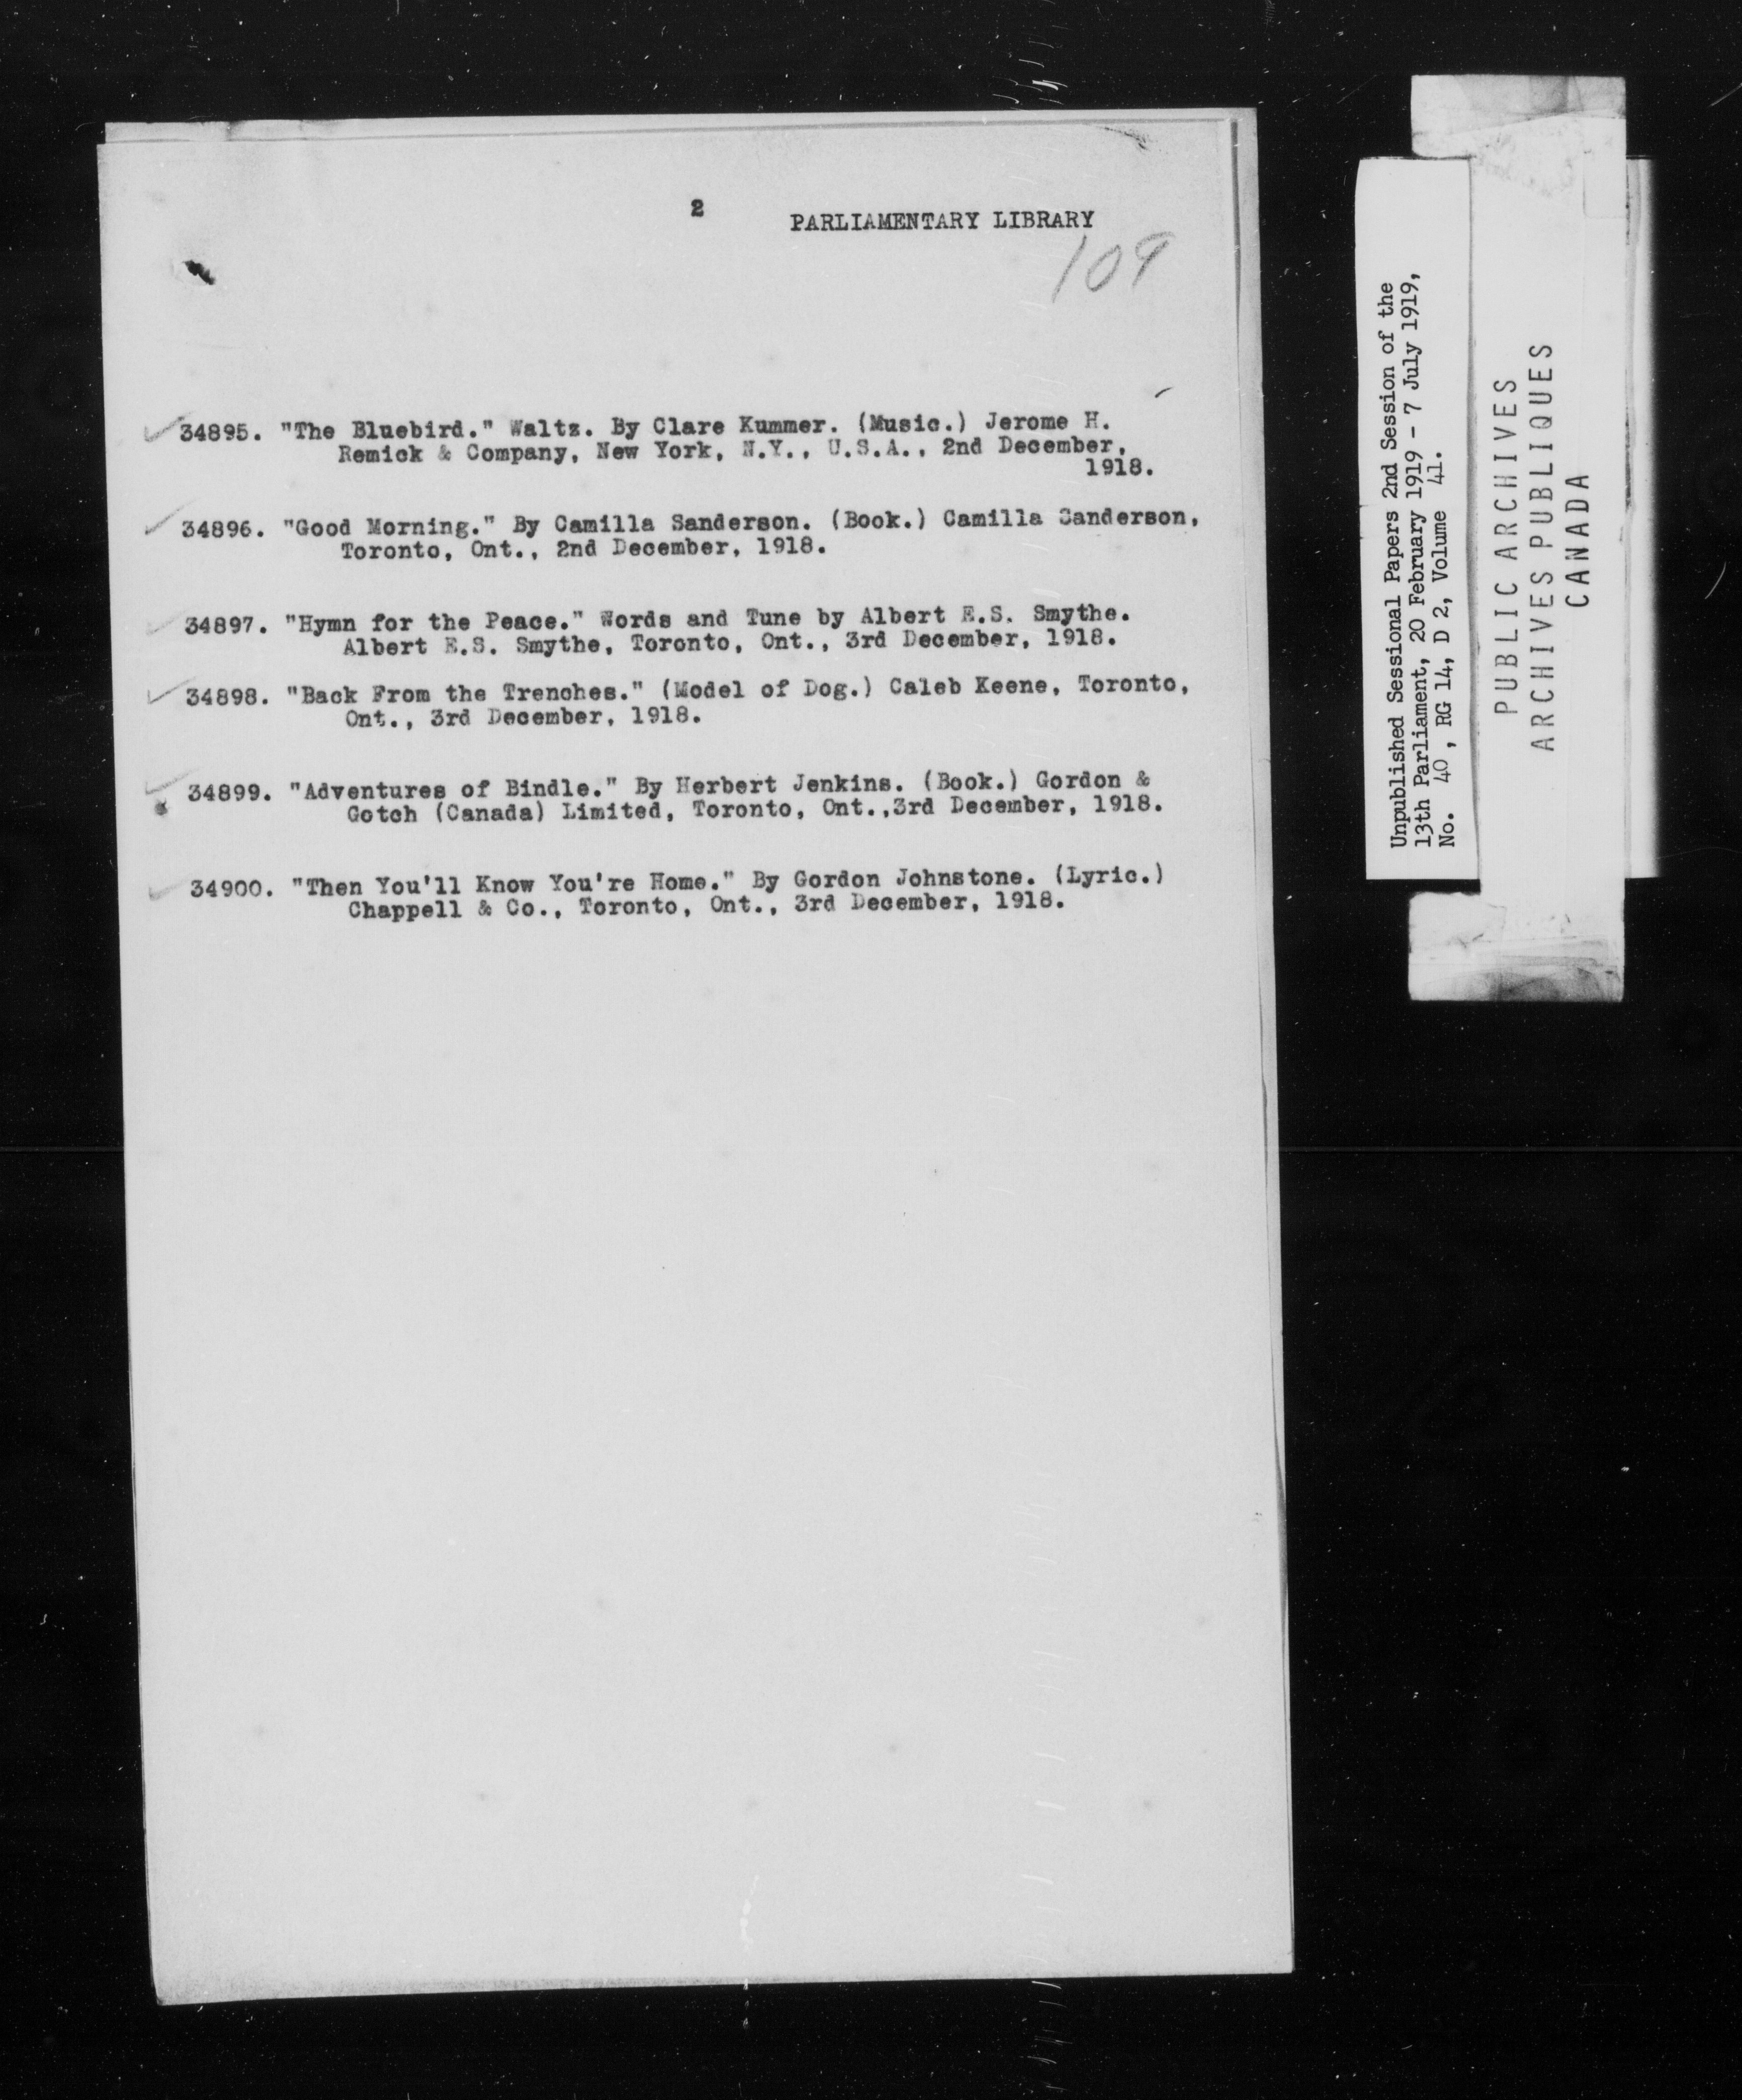 2
PARLIAMENTARY LIBRARY
109
34895. "The Bluebird." Waltz. By Clare Kummer. (Music.) Jerome H.
Remick & Company, New York, N.Y., U.S.A., 2nd December,
1918.
34896. "Good Morning." By Camilla Sanderson. (Book.) Camilla Sanderson,
Toronto, Ont., 2nd December, 1918.
34897. "Hymn for the Peace." Words and Tune by Albert E.S. Smythe.
Albert E.S. Smythe, Toronto, Ont., 3rd December, 1918.
34898. "Back From the Trenches." (Model of Dog.) Caleb Keene, Toronto,
Ont., 3rd December, 1918.
34899. "Adventures of Bindle." By Herbert Jenkins. (Book.) Gordon &
Gotch (Canada) Limited, Toronto, Ont.,3rd December, 1918.
34900. "Then You'll Know You're Home." By Gordon Johnstone. (Lyric.)
Chappell & Co., Toronto, Ont., 3rd December, 1918.
Unpublished Sessional Papers 2nd Session of the
13th Parliament, 20 February 1919 - 7 July 1919,
No. 40 , RG 14, D 2, Volume 41.
PUBLIC ARCHIVES
ARCHIVES PUBLIQUES
CANADA